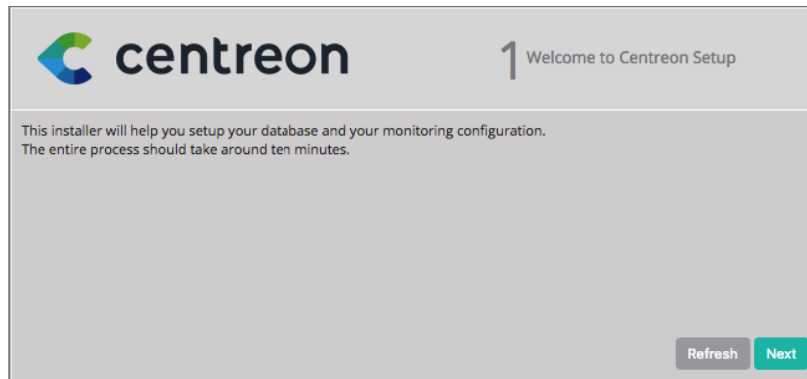 centreon
1 Welcome to Centreon Setup
This installer will help you setup your database and your monitoring configuration.
The entire process should take around ten minutes.
Refresh Next